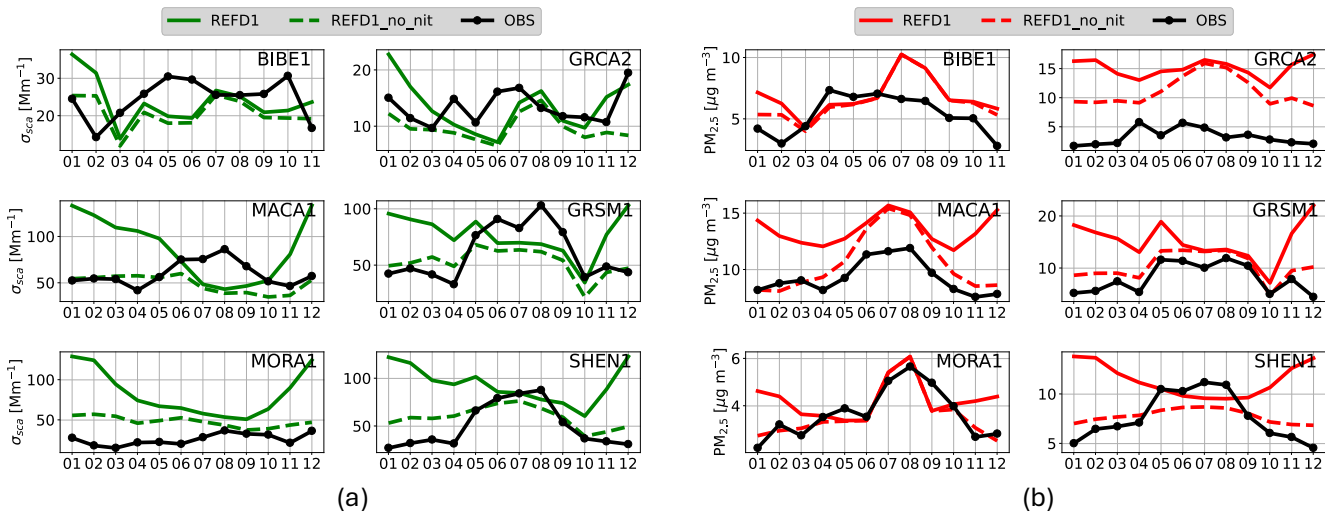 REFD1 REFD1_no_nit OBS
REFD1 REFD1_no_nit OBS
BIBE1
σsca [Mm⁻¹]
30
20
01 02 03 04 05 06 07 08 09 10 11
GRCA2
20
10
01 02 03 04 05 06 07 08 09 10 11 12
MACA1
σsca [Mm⁻¹]
100
50
01 02 03 04 05 06 07 08 09 10 11 12
GRSM1
100
50
01 02 03 04 05 06 07 08 09 10 11 12
MORA1
σsca [Mm⁻¹]
100
50
01 02 03 04 05 06 07 08 09 10 11 12
SHEN1
100
50
01 02 03 04 05 06 07 08 09 10 11 12
(a)
BIBE1
PM2.5 [µg m⁻³]
10
5
01 02 03 04 05 06 07 08 09 10 11
GRCA2
15
10
5
01 02 03 04 05 06 07 08 09 10 11 12
MACA1
PM2.5 [µg m⁻³]
15
10
01 02 03 04 05 06 07 08 09 10 11 12
GRSM1
20
10
01 02 03 04 05 06 07 08 09 10 11 12
MORA1
PM2.5 [µg m⁻³]
6
4
01 02 03 04 05 06 07 08 09 10 11 12
SHEN1
10
5
01 02 03 04 05 06 07 08 09 10 11 12
(b)